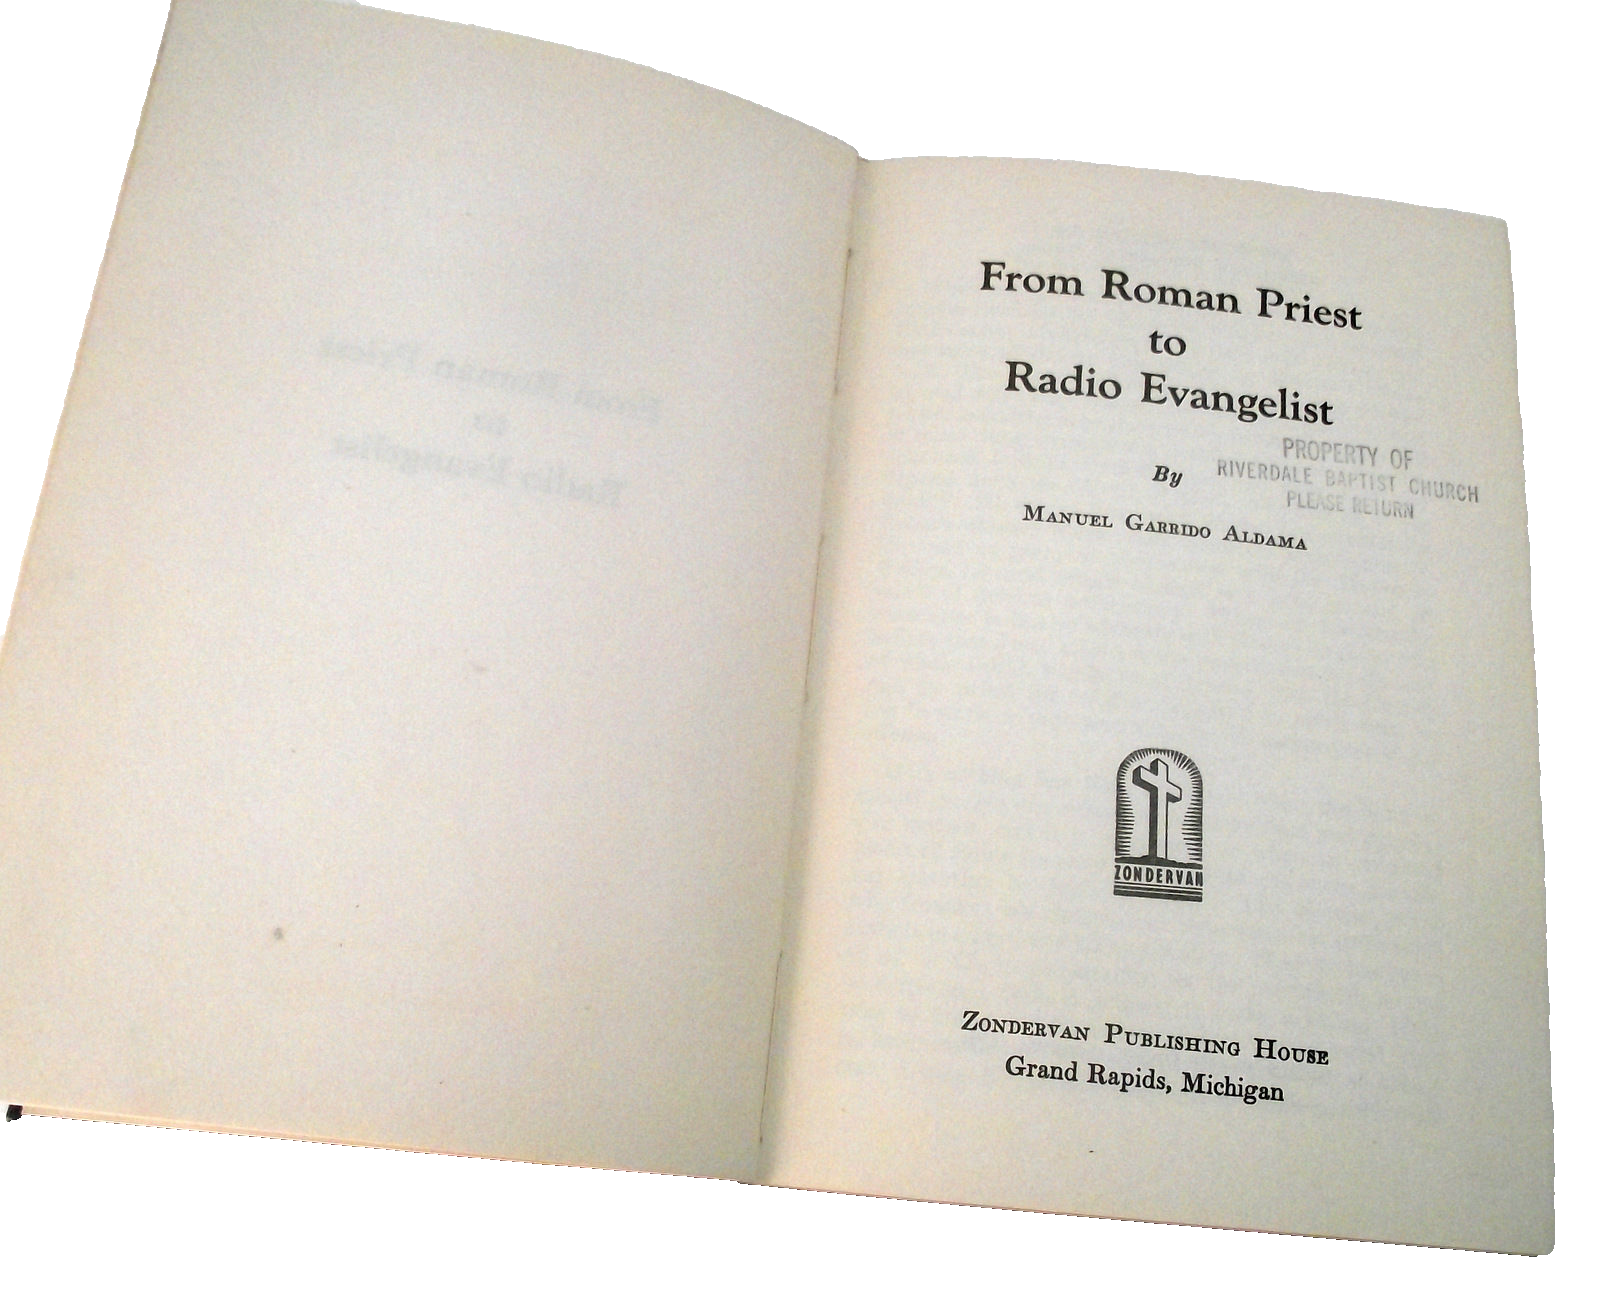 From Roman Priest
to
Radio Evangelist
PROPERTY OF
RIVERDALE BAPTIST CHURCH
PLEASE RETURN
By
MANUEL GARRIDO ALDAMA
ZONDERVAN
ZONDERVAN PUBLISHING HOUSE
Grand Rapids, Michigan